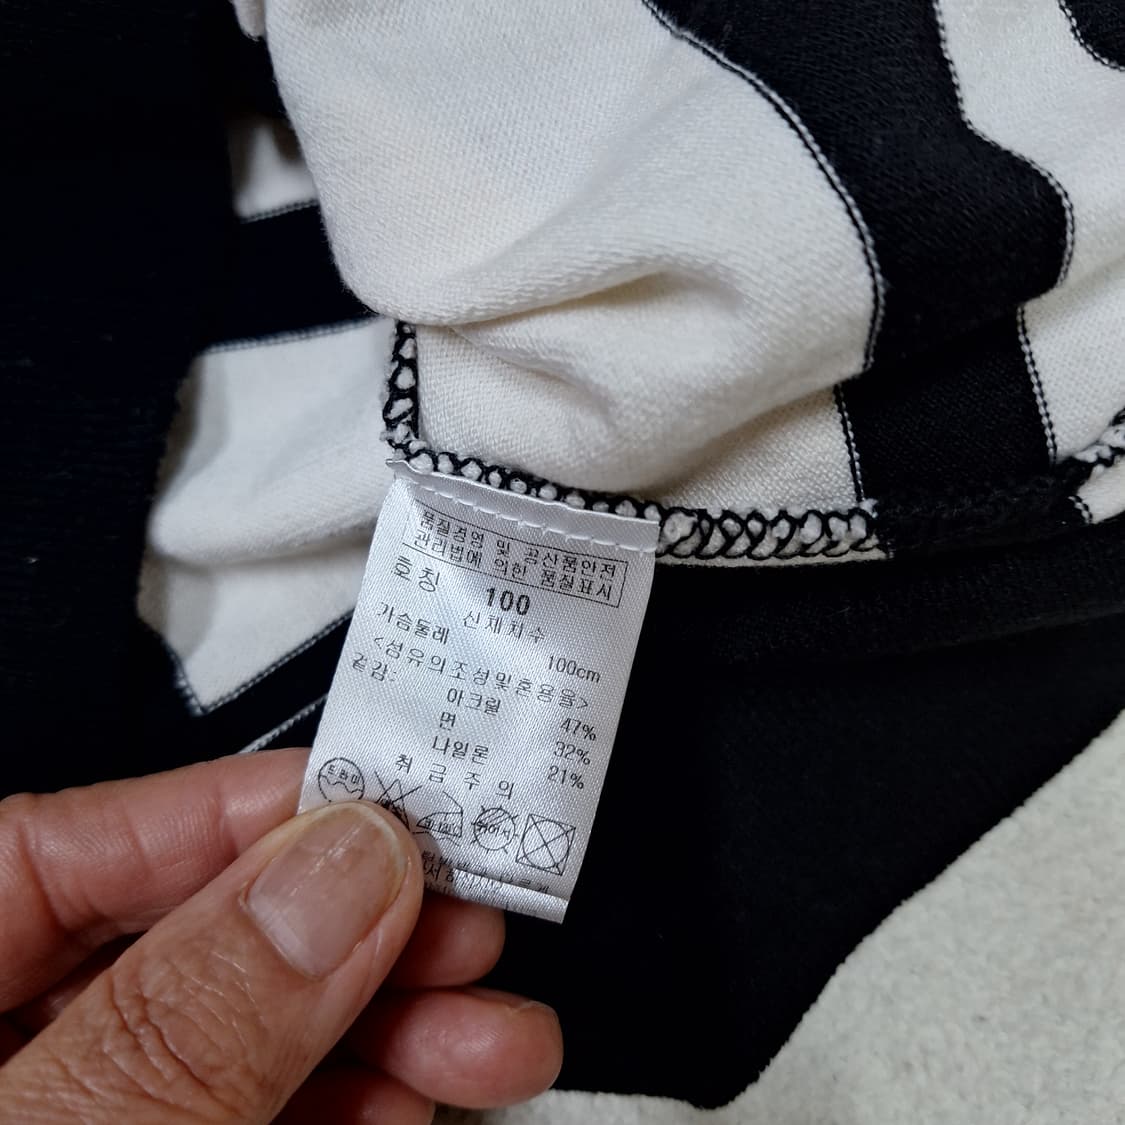 품질경영 및 공산품안전
관리법에 의한 품질표시
호칭 100
신체치수
가슴둘레 100cm
<섬유의조성및혼용율>
겉감:
아크릴 47%
면 32%
나일론 21%
취급주의
드라이